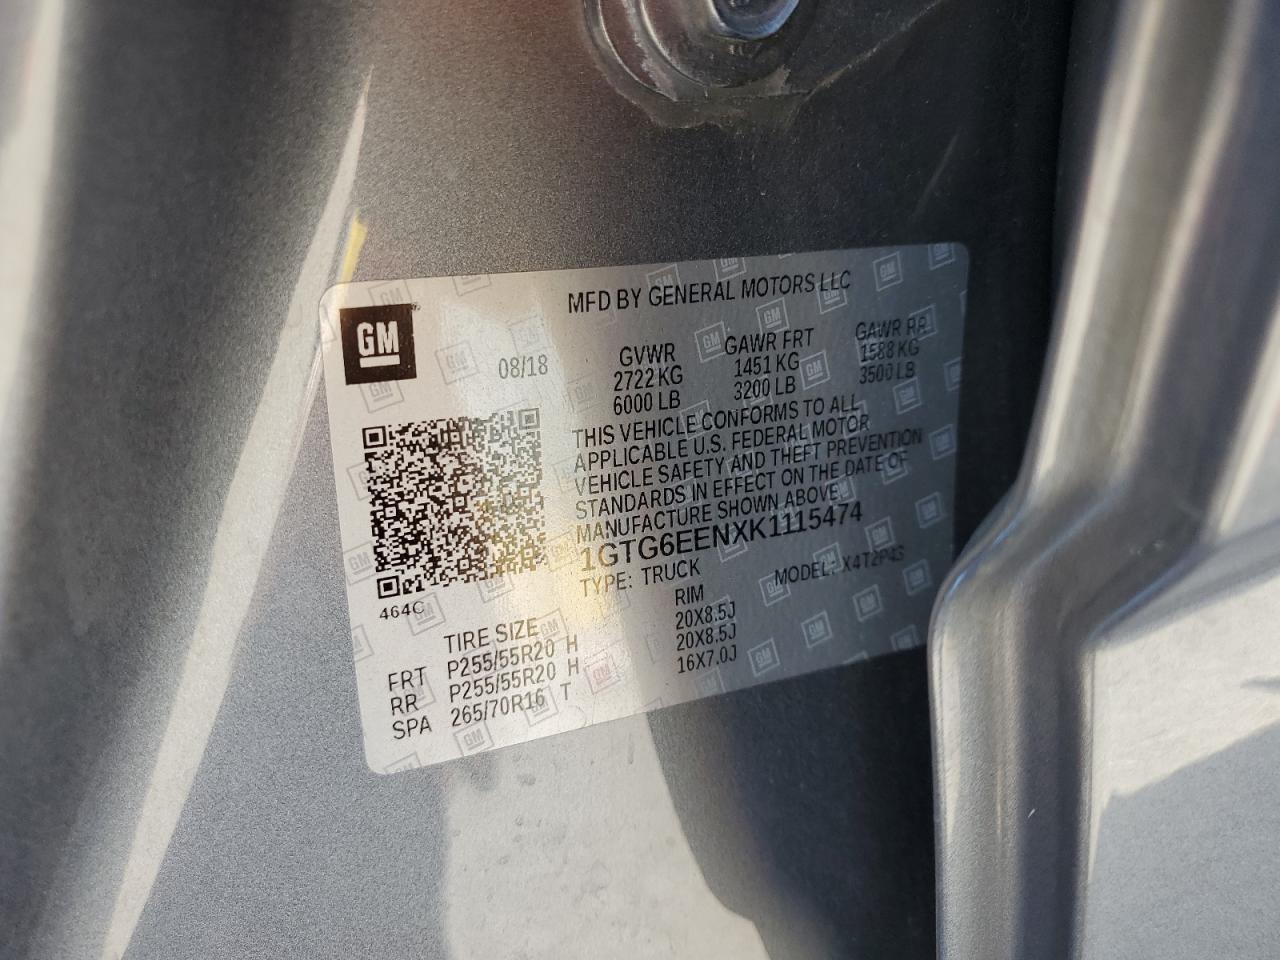 MFD BY GENERAL MOTORS LLC
GM
08/18
GVWR GAWR FRT GAWR RR
2722 KG 1451 KG 1588 KG
6000 LB 3200 LB 3500 LB
THIS VEHICLE CONFORMS TO ALL
APPLICABLE U.S. FEDERAL MOTOR
VEHICLE SAFETY AND THEFT PREVENTION
STANDARDS IN EFFECT ON THE DATE OF
MANUFACTURE SHOWN ABOVE.
1GTG6EENXK1115474
TYPE: TRUCK MODEL: X4T2P43
464C
TIRE SIZE RIM
FRT P255/55R20 H 20X8.5J
RR P255/55R20 H 20X8.5J
SPA 265/70R16 T 16X7.0J